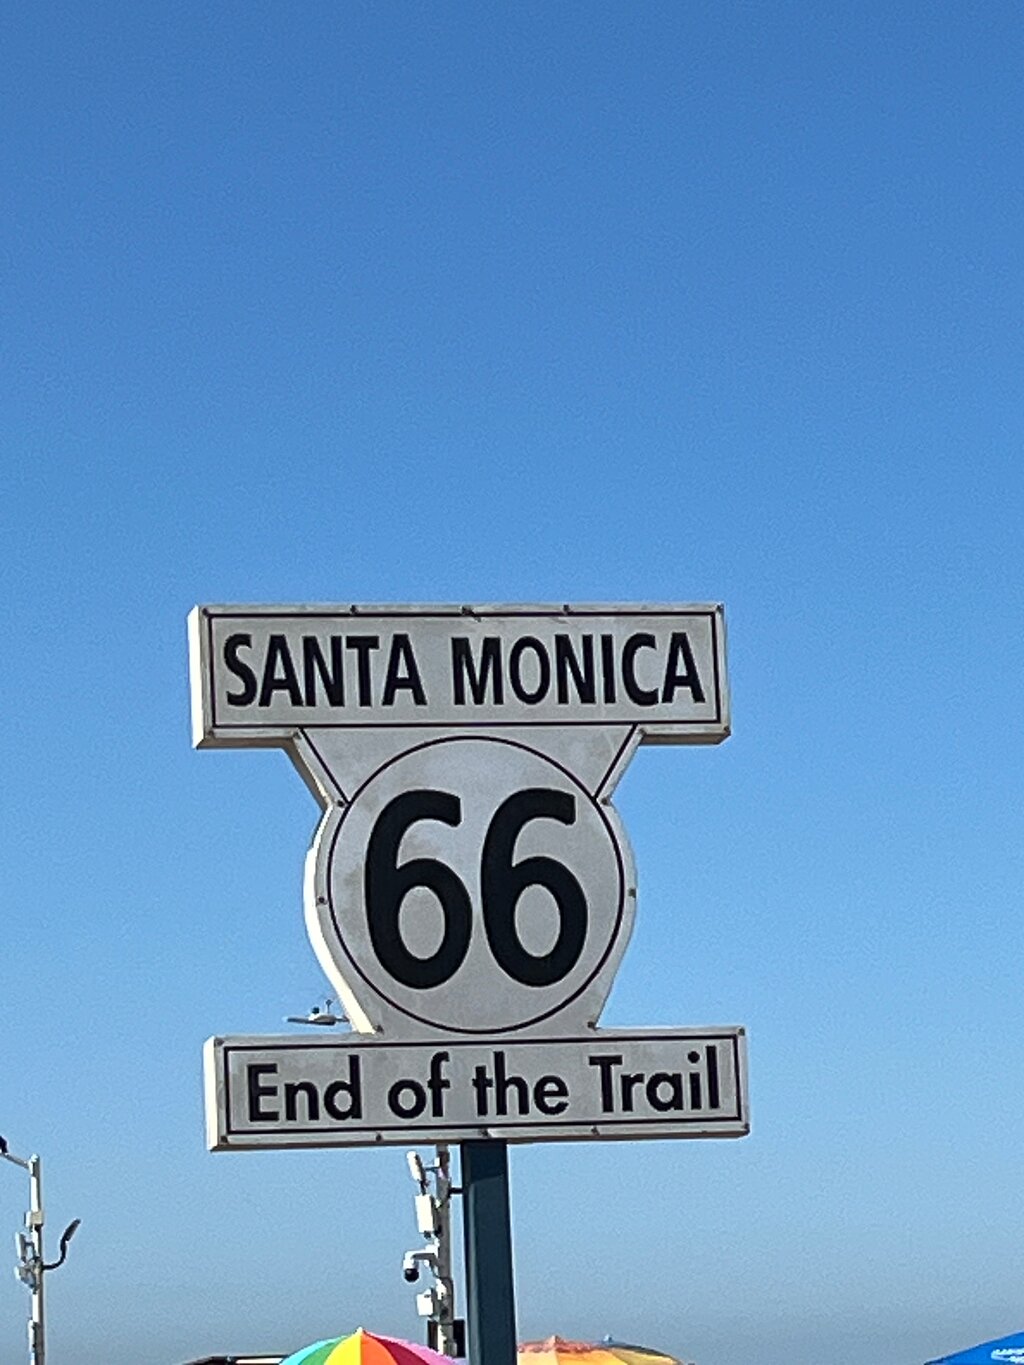 SANTA MONICA
66
End of the Trail